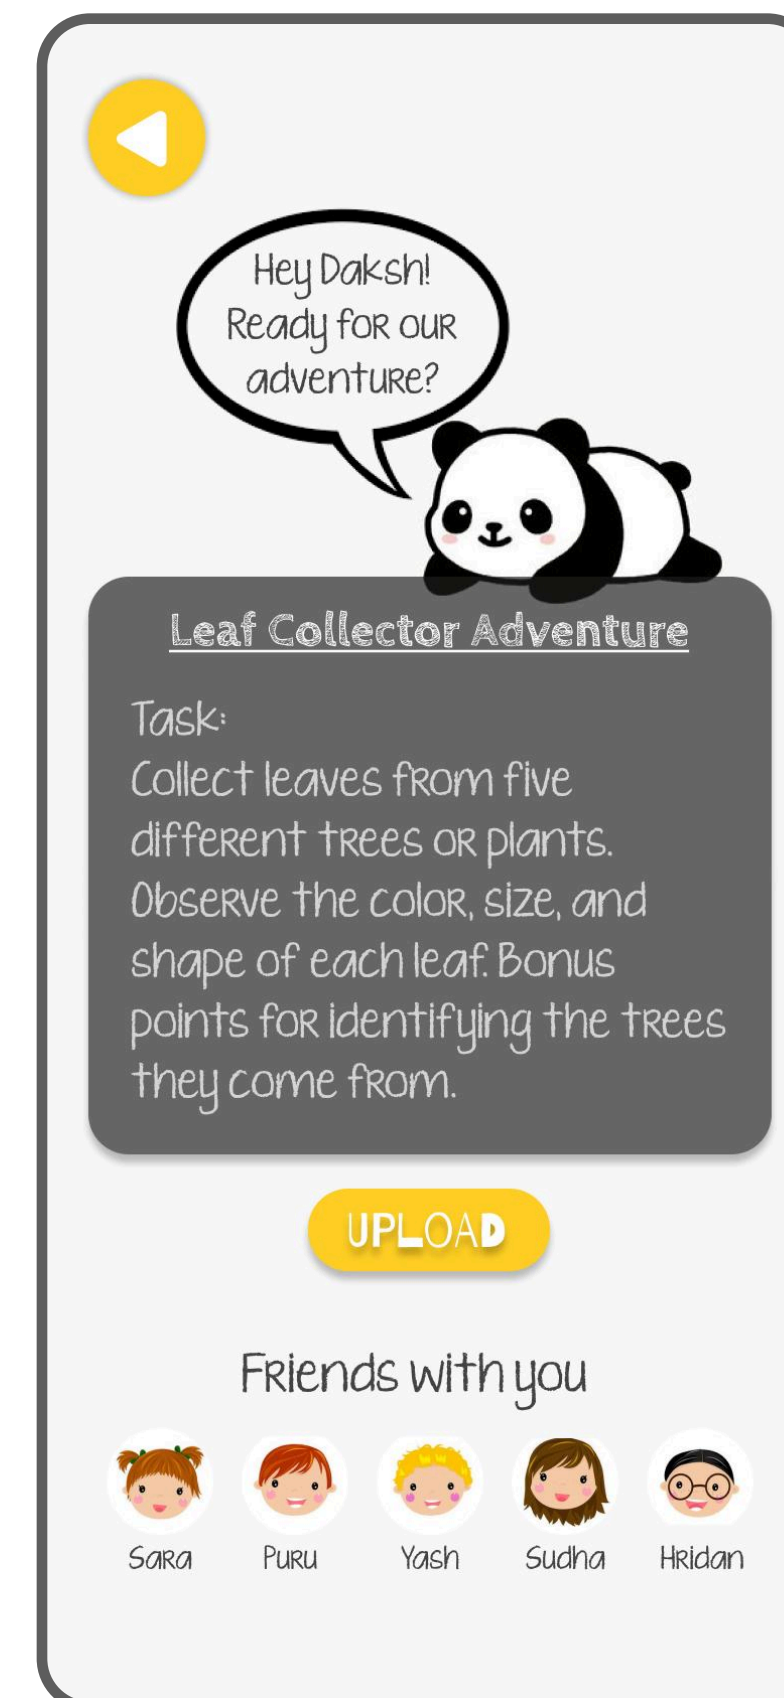 Hey Daksh!
Ready for our
adventure?
Leaf Collector Adventure
Task:
Collect leaves from five
different trees or plants.
Observe the color, size, and
shape of each leaf. Bonus
points for identifying the trees
they come from.
UPLOAD
Friends with you
Sara Puru Yash Sudha Hridan